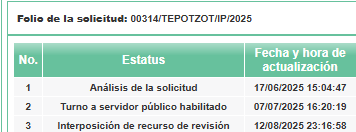 Folio de la solicitud: 00314/TEPOTZOT/IP/2025
No. Estatus Fecha y hora de actualización
1 Análisis de la solicitud 17/06/2025 15:04:47
2 Turno a servidor público habilitado 07/07/2025 16:20:19
3 Interposición de recurso de revisión 12/08/2025 23:16:58